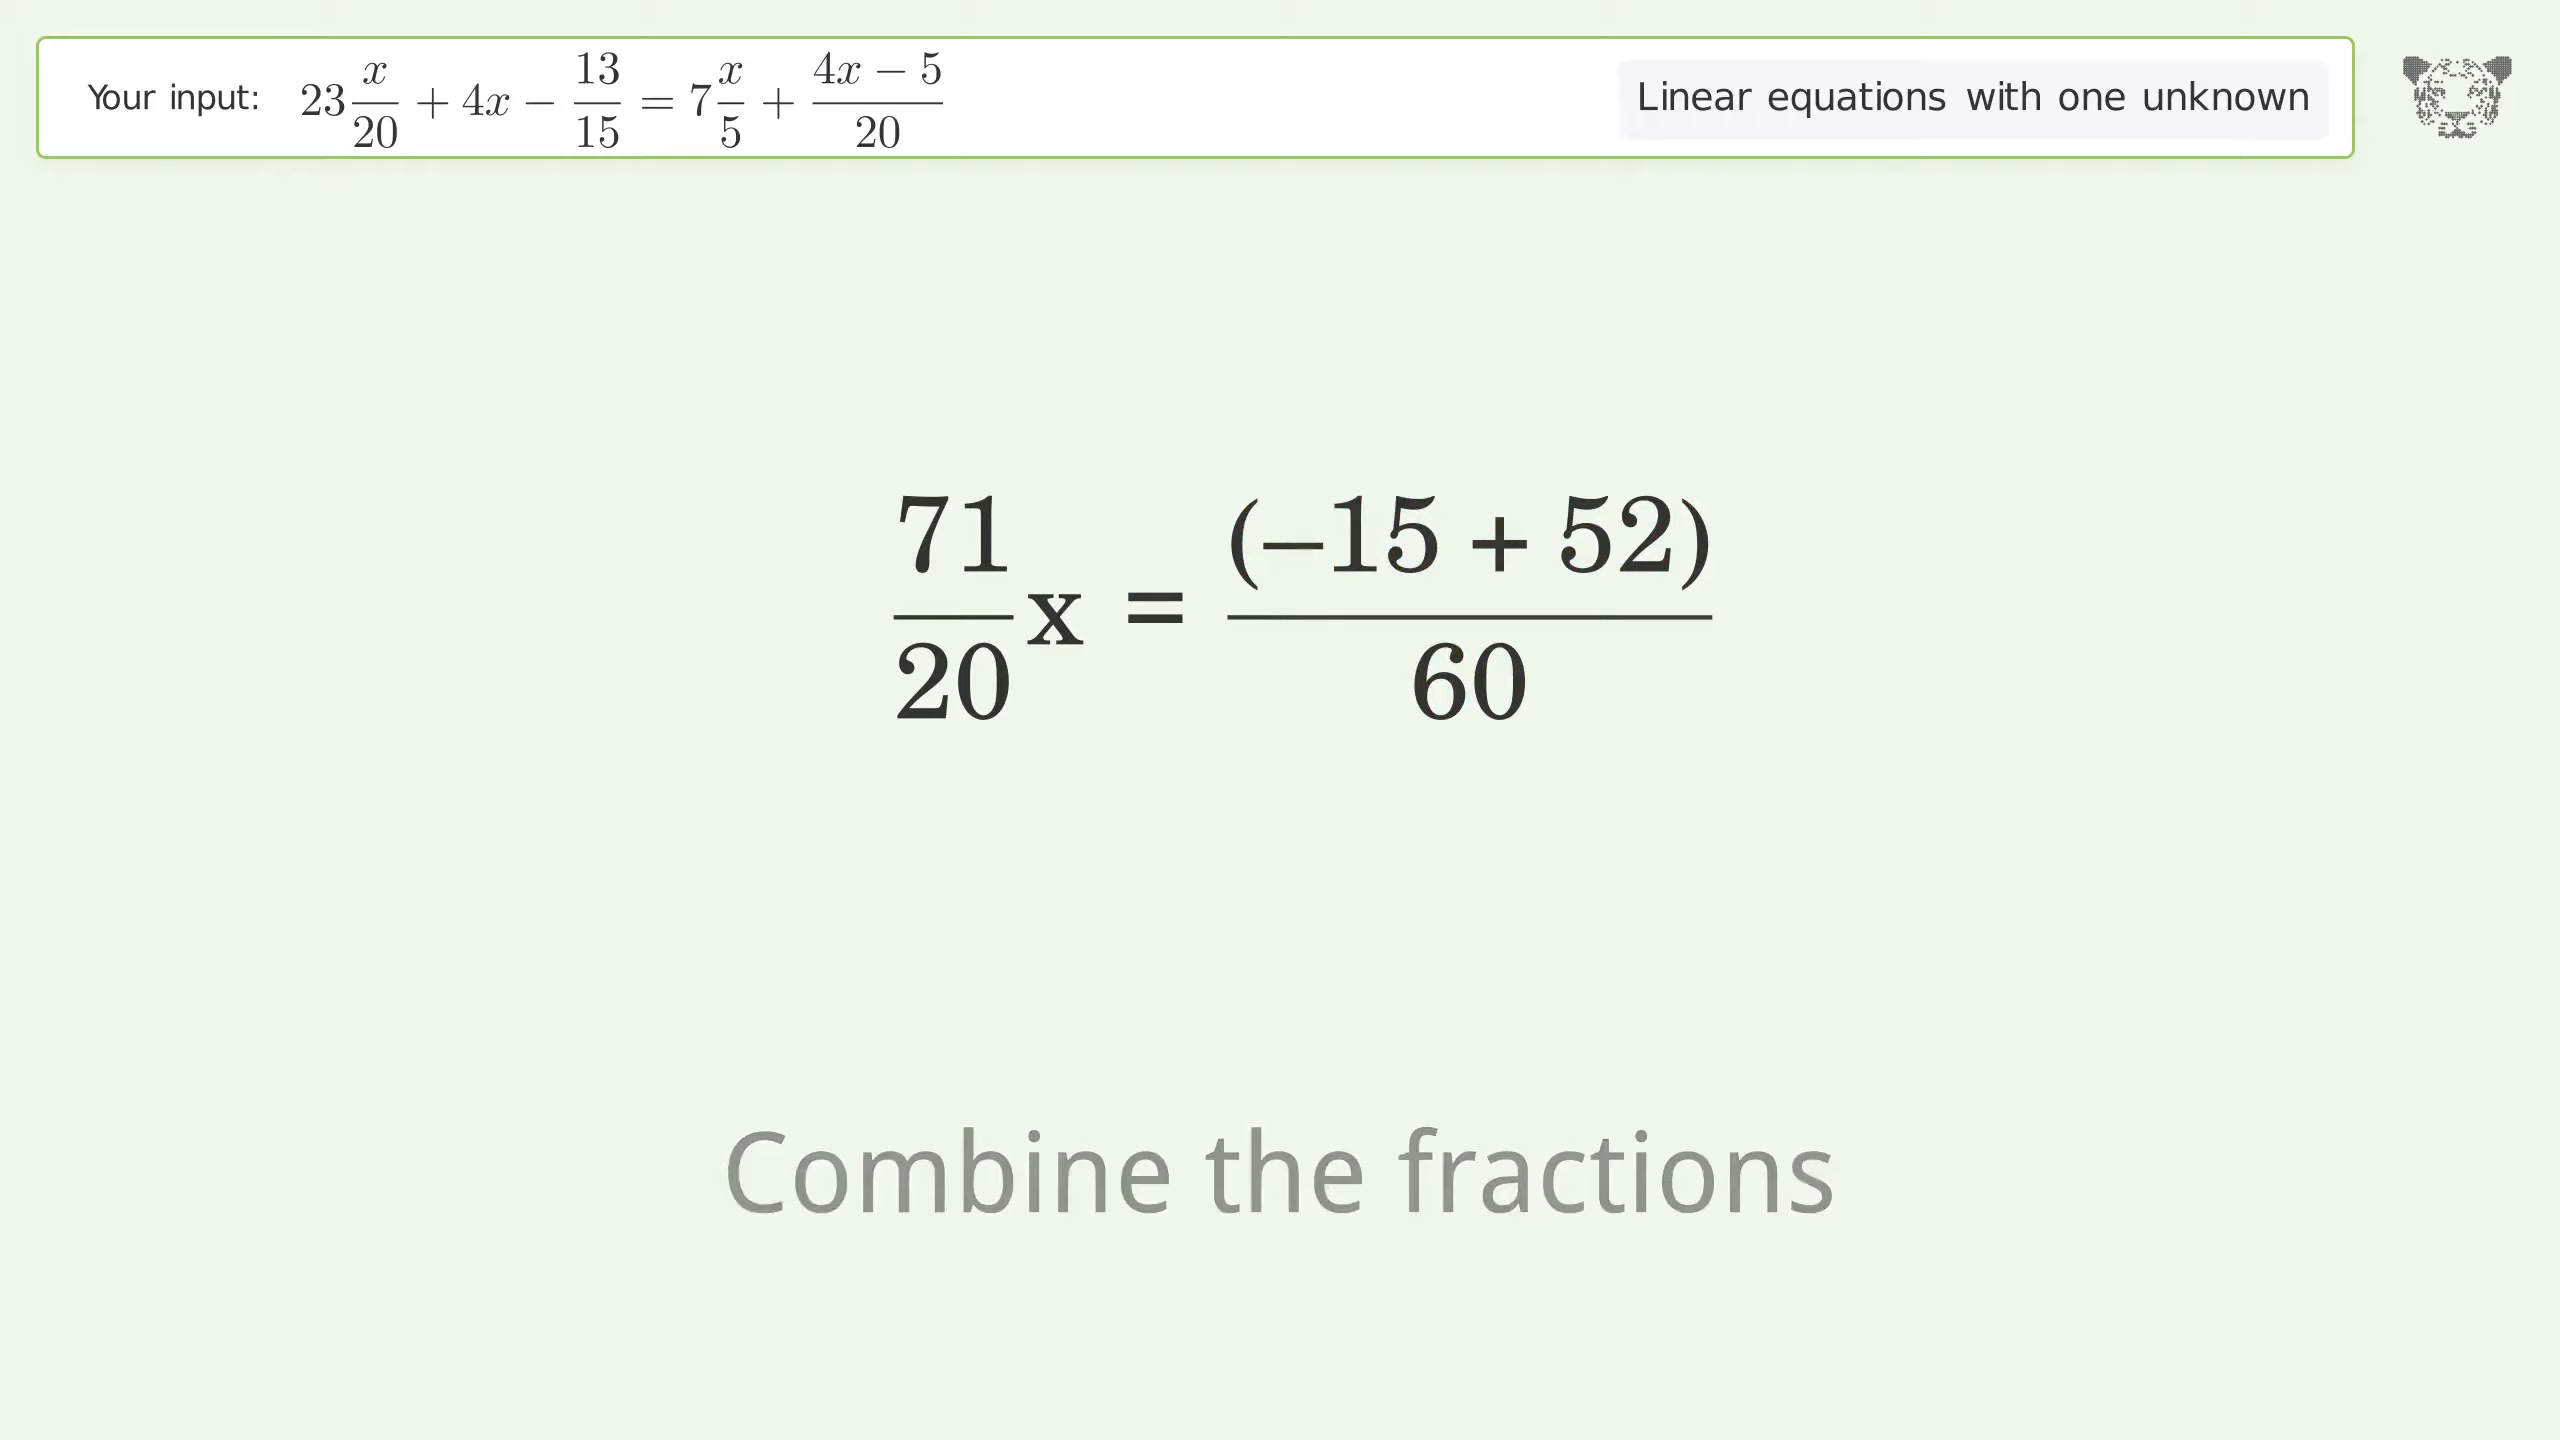 Your input: 23 x/20 + 4x − 13/15 = 7 x/5 + (4x − 5)/20
Linear equations with one unknown
71/20 x = (−15 + 52)/60
Combine the fractions